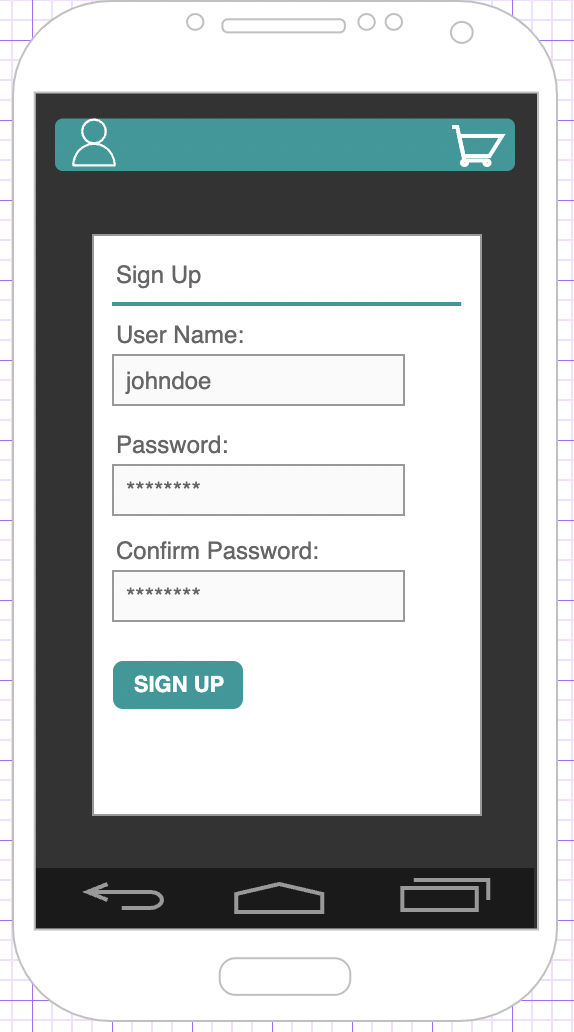 Sign Up
User Name:
johndoe
Password:
********
Confirm Password:
********
SIGN UP